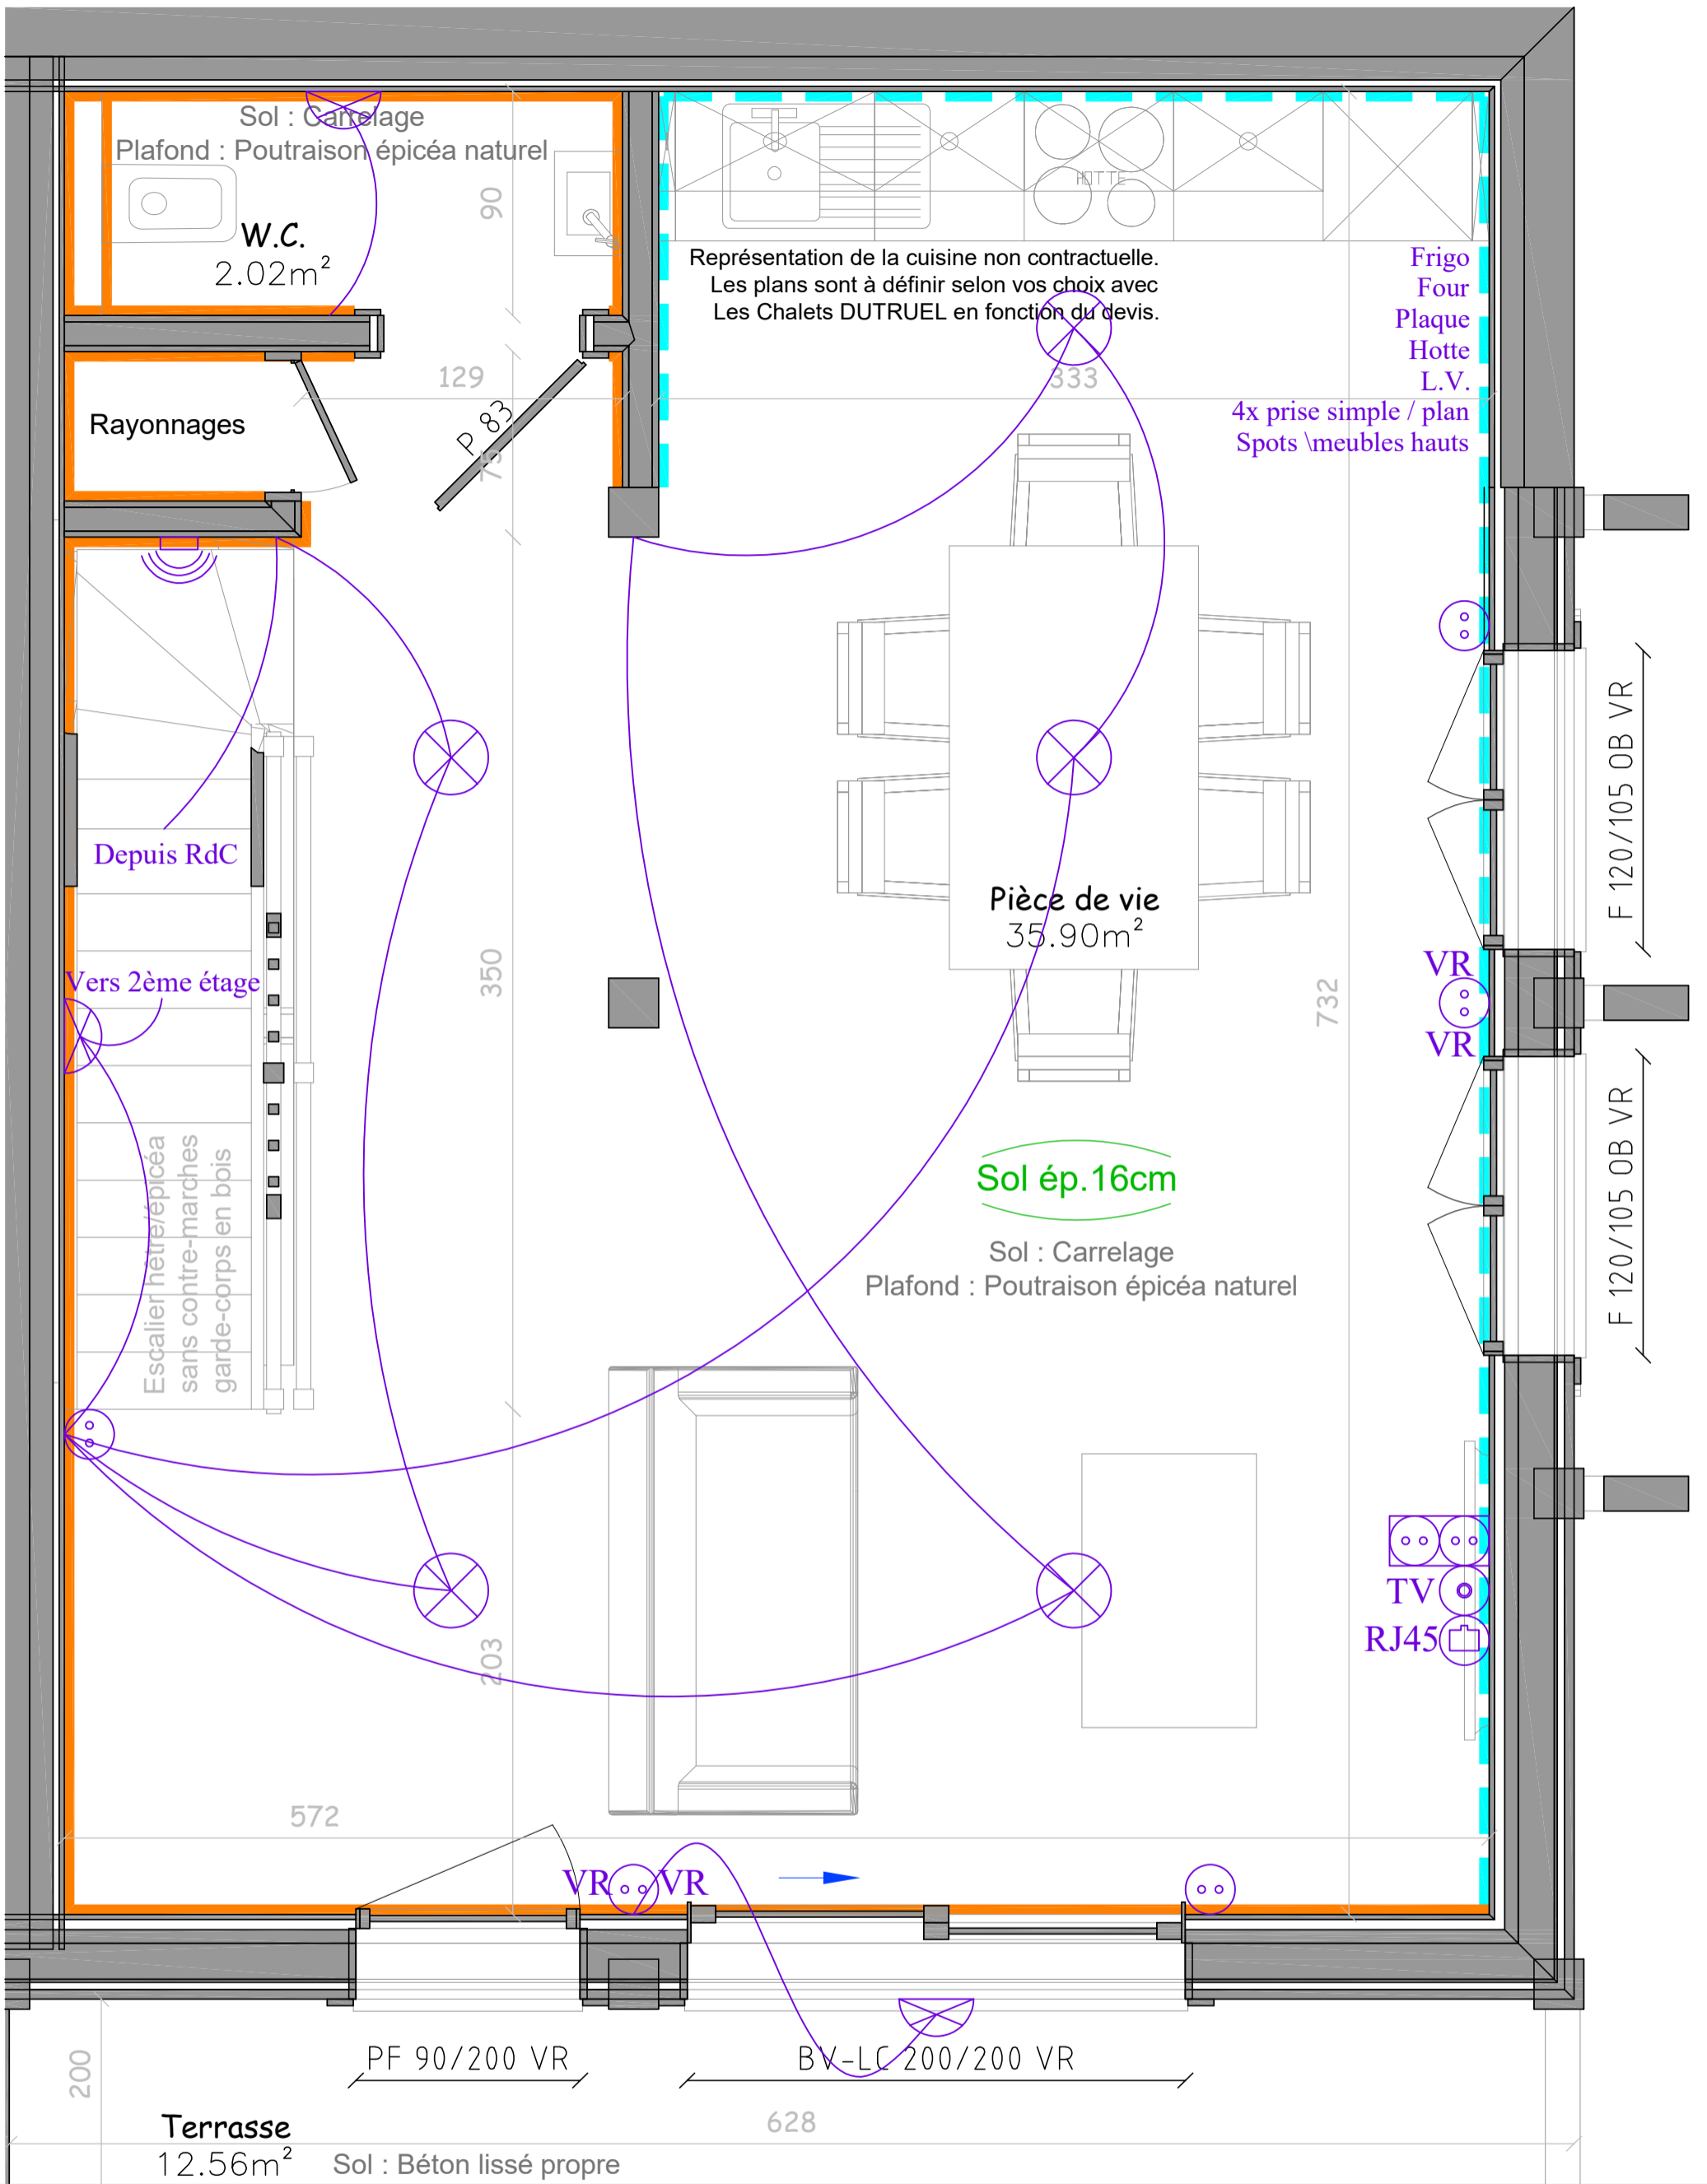 Sol : Carrelage
Plafond : Poutraison épicéa naturel
W.C.
2.02m²
90
HOTTE
Représentation de la cuisine non contractuelle.
Les plans sont à définir selon vos choix avec
Les Chalets DUTRUEL en fonction du devis.
Frigo
Four
Plaque
Hotte
L.V.
4x prise simple / plan
Spots \meubles hauts
129
333
Rayonnages
P 83
75
F 120/105 OB VR
Depuis RdC
Pièce de vie
35.90m²
Vers 2ème étage
350
732
VR
VR
F 120/105 OB VR
Escalier hêtre/épicéa
sans contre-marches
garde-corps en bois
Sol ép.16cm
Sol : Carrelage
Plafond : Poutraison épicéa naturel
TV
RJ45
203
572
VR
VR
PF 90/200 VR
BV-LC 200/200 VR
200
628
Terrasse
12.56m²
Sol : Béton lissé propre